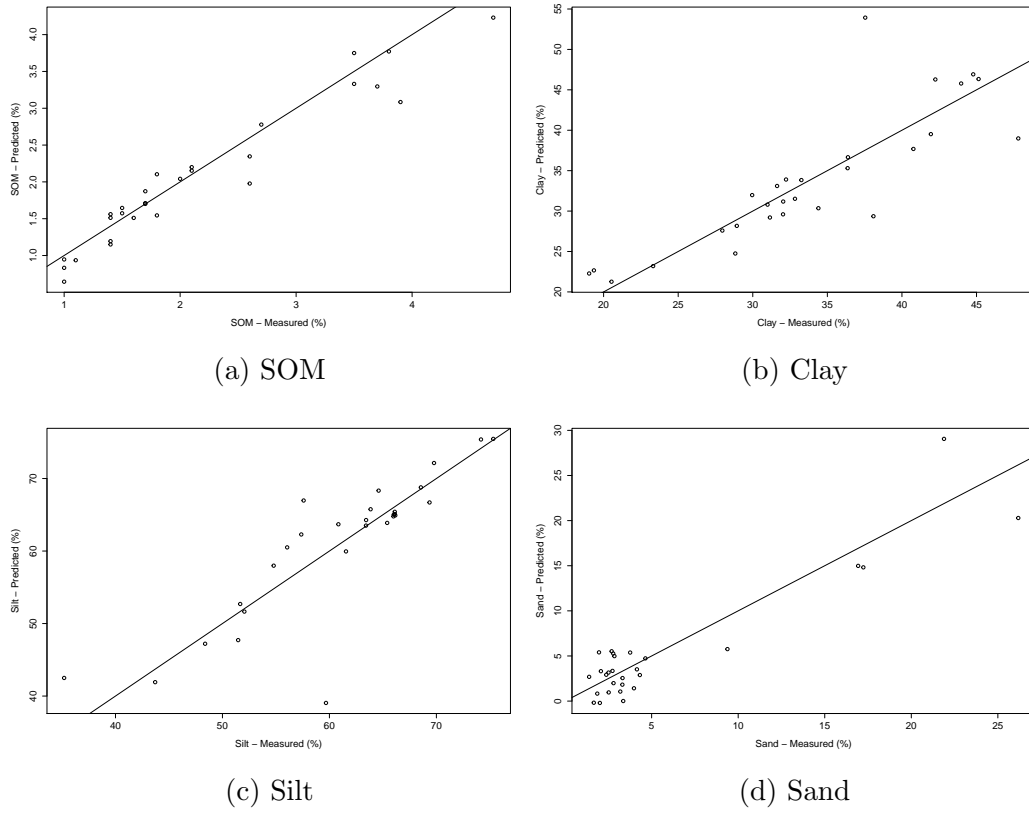 4.0
3.5
3.0
2.5
2.0
1.5
1.0
SOM – Predicted (%)
1 2 3 4
SOM – Measured (%)
(a) SOM
55
50
45
40
35
30
25
20
Clay – Predicted (%)
20 25 30 35 40 45
Clay – Measured (%)
(b) Clay
70
60
50
40
Silt – Predicted (%)
40 50 60 70
Silt – Measured (%)
(c) Silt
30
25
20
15
10
5
0
Sand – Predicted (%)
5 10 15 20 25
Sand – Measured (%)
(d) Sand